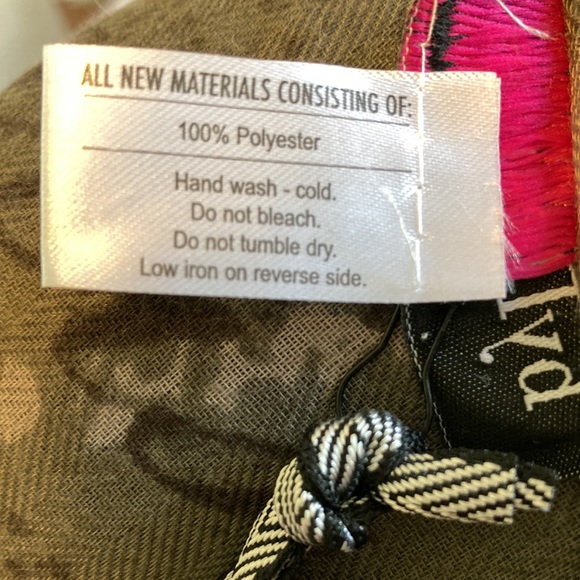 ALL NEW MATERIALS CONSISTING OF:
100% Polyester
Hand wash - cold.
Do not bleach.
Do not tumble dry.
Low iron on reverse side.